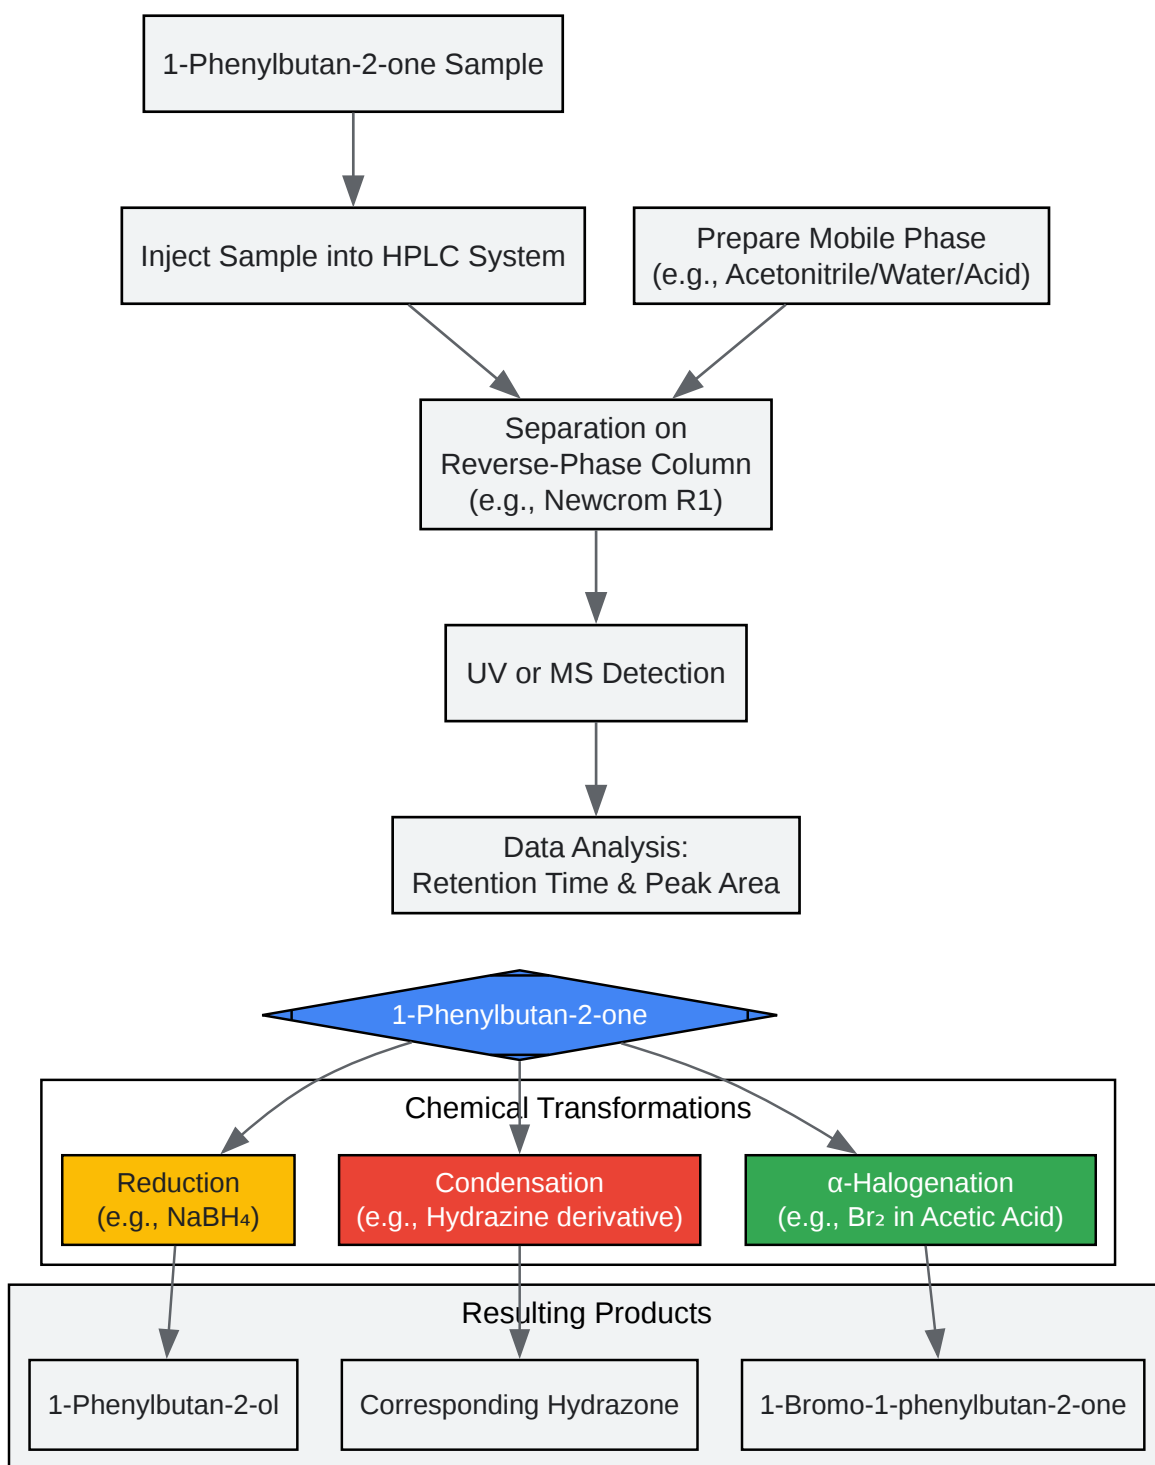 1-Phenylbutan-2-one Sample
Inject Sample into HPLC System
Prepare Mobile Phase
(e.g., Acetonitrile/Water/Acid)
Separation on
Reverse-Phase Column
(e.g., Newcrom R1)
UV or MS Detection
Data Analysis:
Retention Time & Peak Area
1-Phenylbutan-2-one
Chemical Transformations
Reduction
(e.g., NaBH₄)
Condensation
(e.g., Hydrazine derivative)
α-Halogenation
(e.g., Br₂ in Acetic Acid)
Resulting Products
1-Phenylbutan-2-ol
Corresponding Hydrazone
1-Bromo-1-phenylbutan-2-one